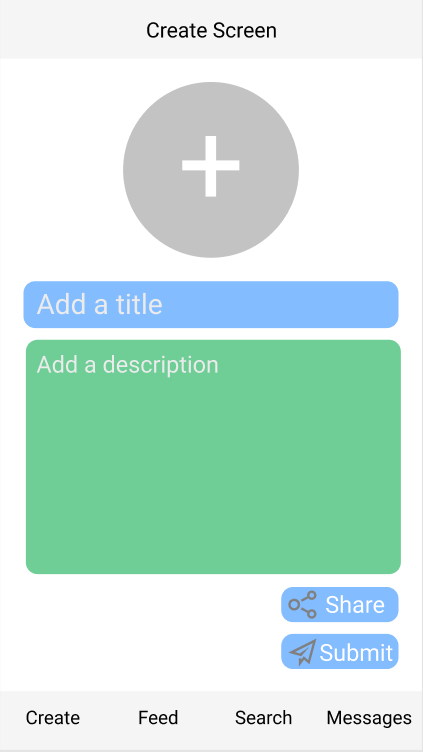 Create Screen
Add a title
Add a description
Share
Submit
Create Feed Search Messages